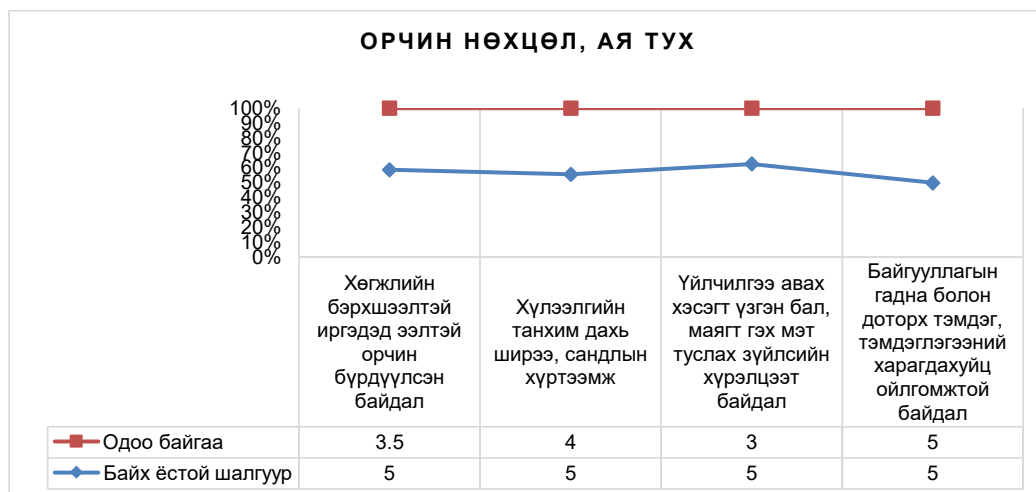 ОРЧИН НӨХЦӨЛ, АЯ ТУХ
100%
90%
80%
70%
60%
50%
40%
30%
20%
10%
0%
Хөгжлийн
бэрхшээлтэй
иргэдэд ээлтэй
орчин
бүрдүүлсэн
байдал
Хүлээлгийн
танхим дахь
ширээ, сандлын
хүртээмж
Үйлчилгээ авах
хэсэгт үзгэн бал,
маягт гэх мэт
туслах зүйлсийн
хүрэлцээт
байдал
Байгууллагын
гадна болон
доторх тэмдэг,
тэмдэглэгээний
харагдахуйц
ойлгомжтой
байдал
Одоо байгаа 3.5 4 3 5
Байх ёстой шалгуур 5 5 5 5